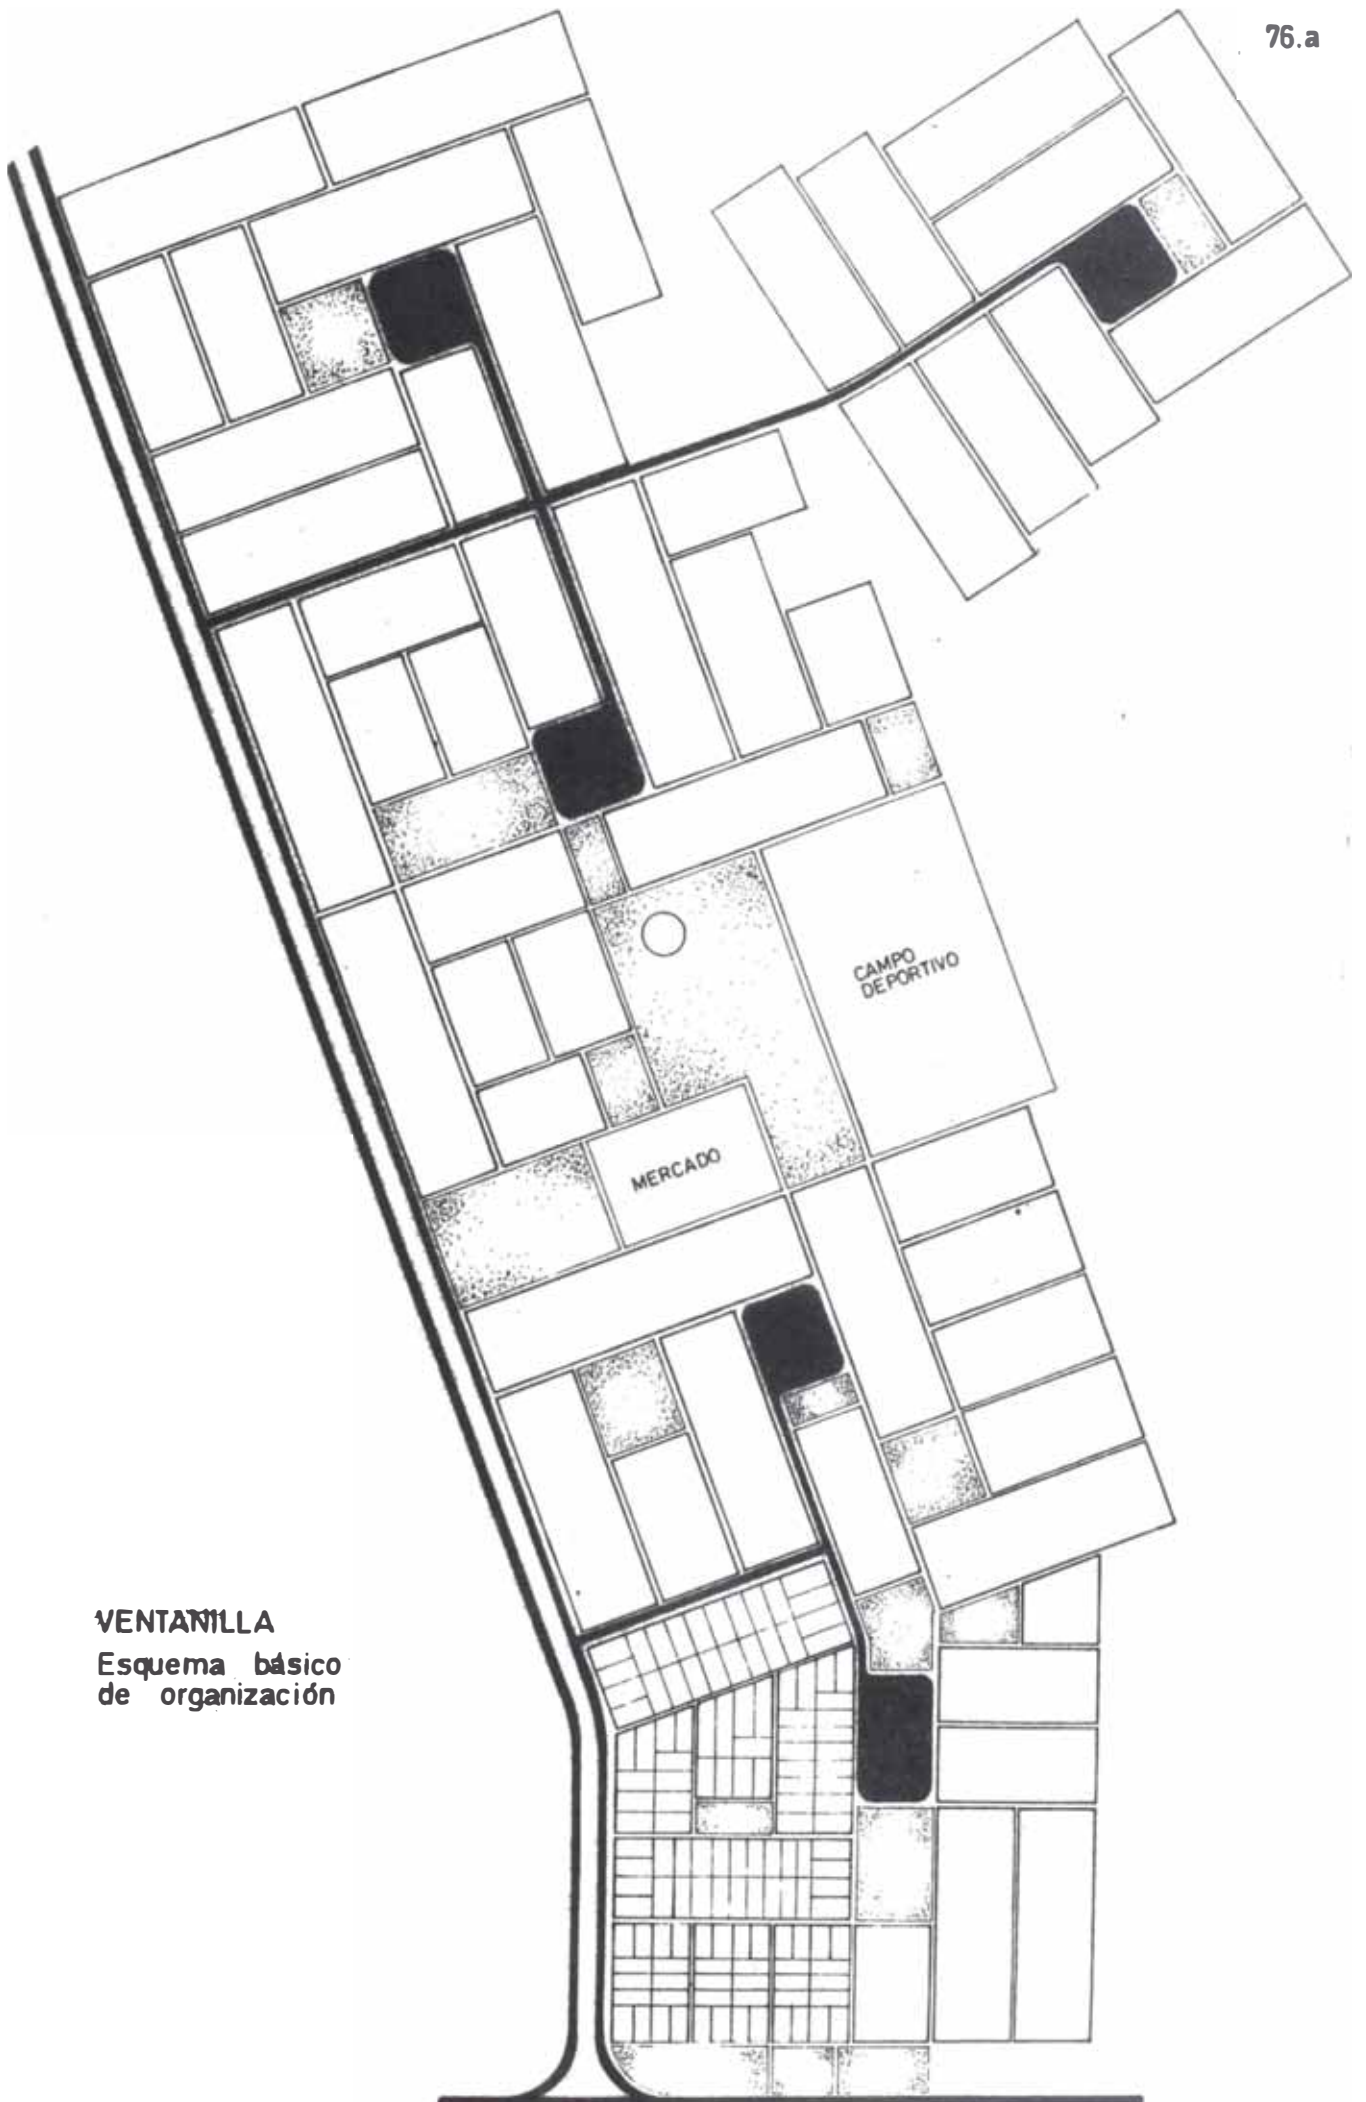 76.a
CAMPO
DEPORTIVO
MERCADO
VENTANILLA
Esquema básico
de organización